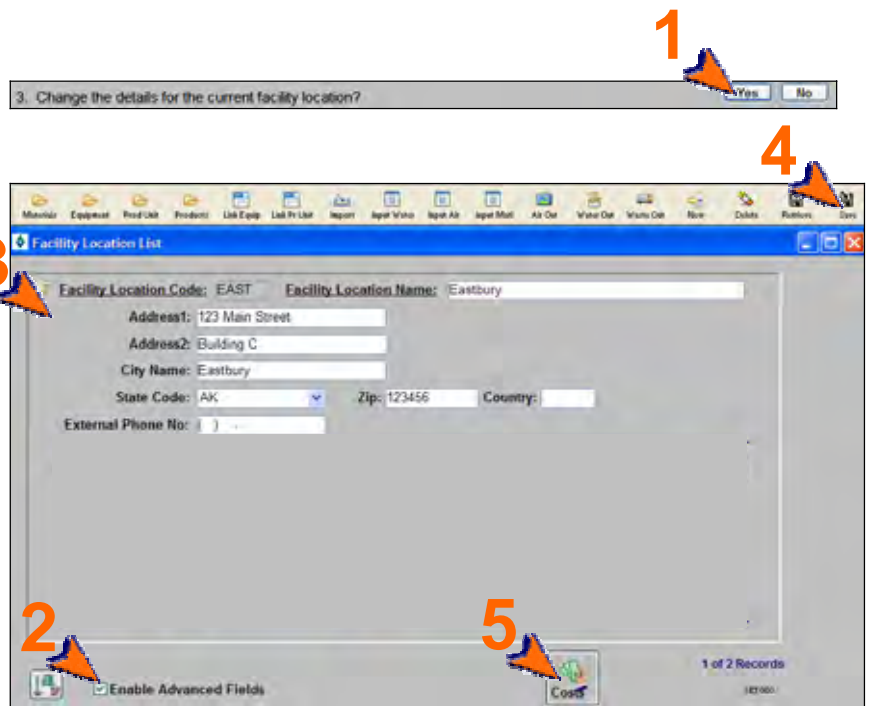 1
3. Change the details for the current facility location? Yes No
4
Materials Equipment Prod Unit Products Link Equip Link Pr Unit Import Input Water Input Air Input Matl Air Out Water Out Waste Out New Delete Retrieve Save
Facility Location List
3
Facility Location Code: EAST Facility Location Name: Eastbury
Address1: 123 Main Street
Address2: Building C
City Name: Eastbury
State Code: AK Zip: 123456 Country:
External Phone No: ( ) -
2
5
1 of 2 Records
Enable Advanced Fields
Costs